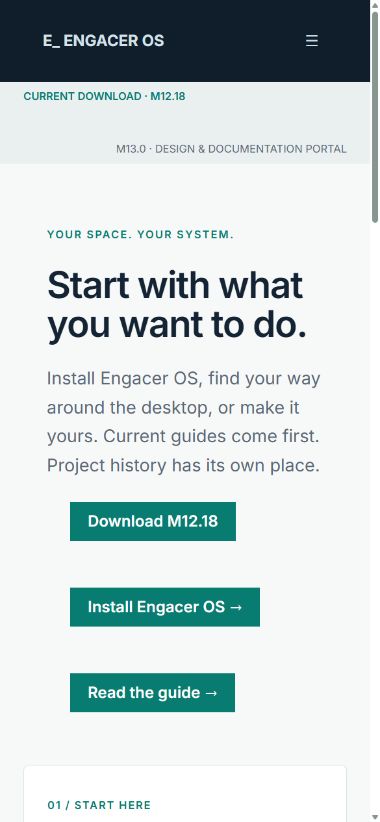 E_ ENGACER OS ☰
CURRENT DOWNLOAD · M12.18
M13.0 · DESIGN & DOCUMENTATION PORTAL
YOUR SPACE. YOUR SYSTEM.
Start with what
you want to do.
Install Engacer OS, find your way
around the desktop, or make it
yours. Current guides come first.
Project history has its own place.
Download M12.18
Install Engacer OS →
Read the guide →
01 / START HERE